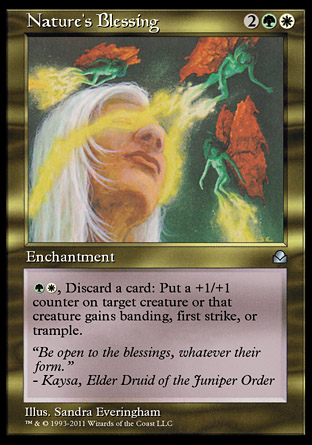 Nature's Blessing 2
Enchantment
, Discard a card: Put a +1/+1
counter on target creature or that
creature gains banding, first strike, or
trample.
“Be open to the blessings, whatever their
form.”
- Kaysa, Elder Druid of the Juniper Order
Illus. Sandra Everingham
™ & © 1993-2011 Wizards of the Coast LLC